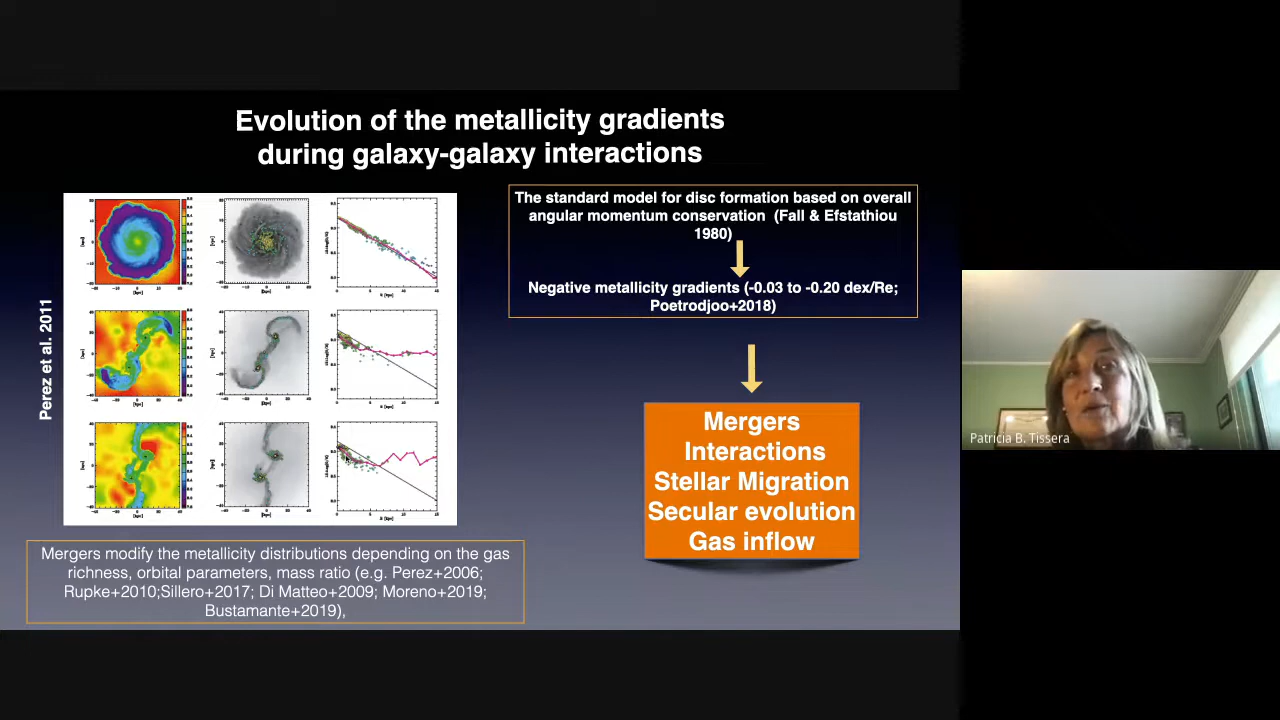 Evolution of the metallicity gradients
during galaxy-galaxy interactions
Perez et al. 2011
The standard model for disc formation based on overall
angular momentum conservation (Fall & Efstathiou
1980)
Negative metallicity gradients (-0.03 to -0.20 dex/Re;
Poetrodjoo+2018)
Mergers
Interactions
Stellar Migration
Secular evolution
Gas inflow
Mergers modify the metallicity distributions depending on the gas
richness, orbital parameters, mass ratio (e.g. Perez+2006;
Rupke+2010;Sillero+2017; Di Matteo+2009; Moreno+2019;
Bustamante+2019),
Patricia B. Tissera